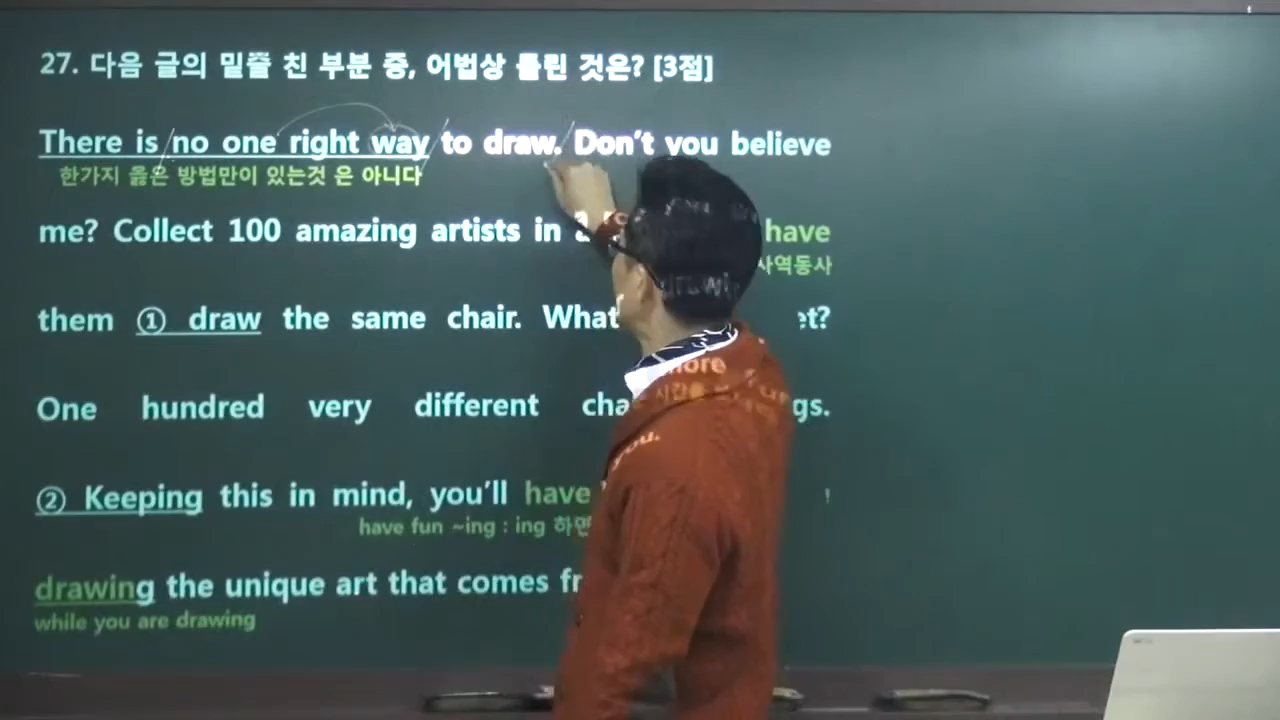 27. 다음 글의 밑줄 친 부분 중, 어법상 틀린 것은? [3점]
There is no one right way to draw. Don't you believe
한가지 옳은 방법만이 있는것 은 아니다
me? Collect 100 amazing artists in a have
사역동사
them ① draw the same chair. What et?
One hundred very different cha gs.
② Keeping this in mind, you'll have !
have fun ~ing : ing 하면
drawing the unique art that comes fr
while you are drawing
more
you.